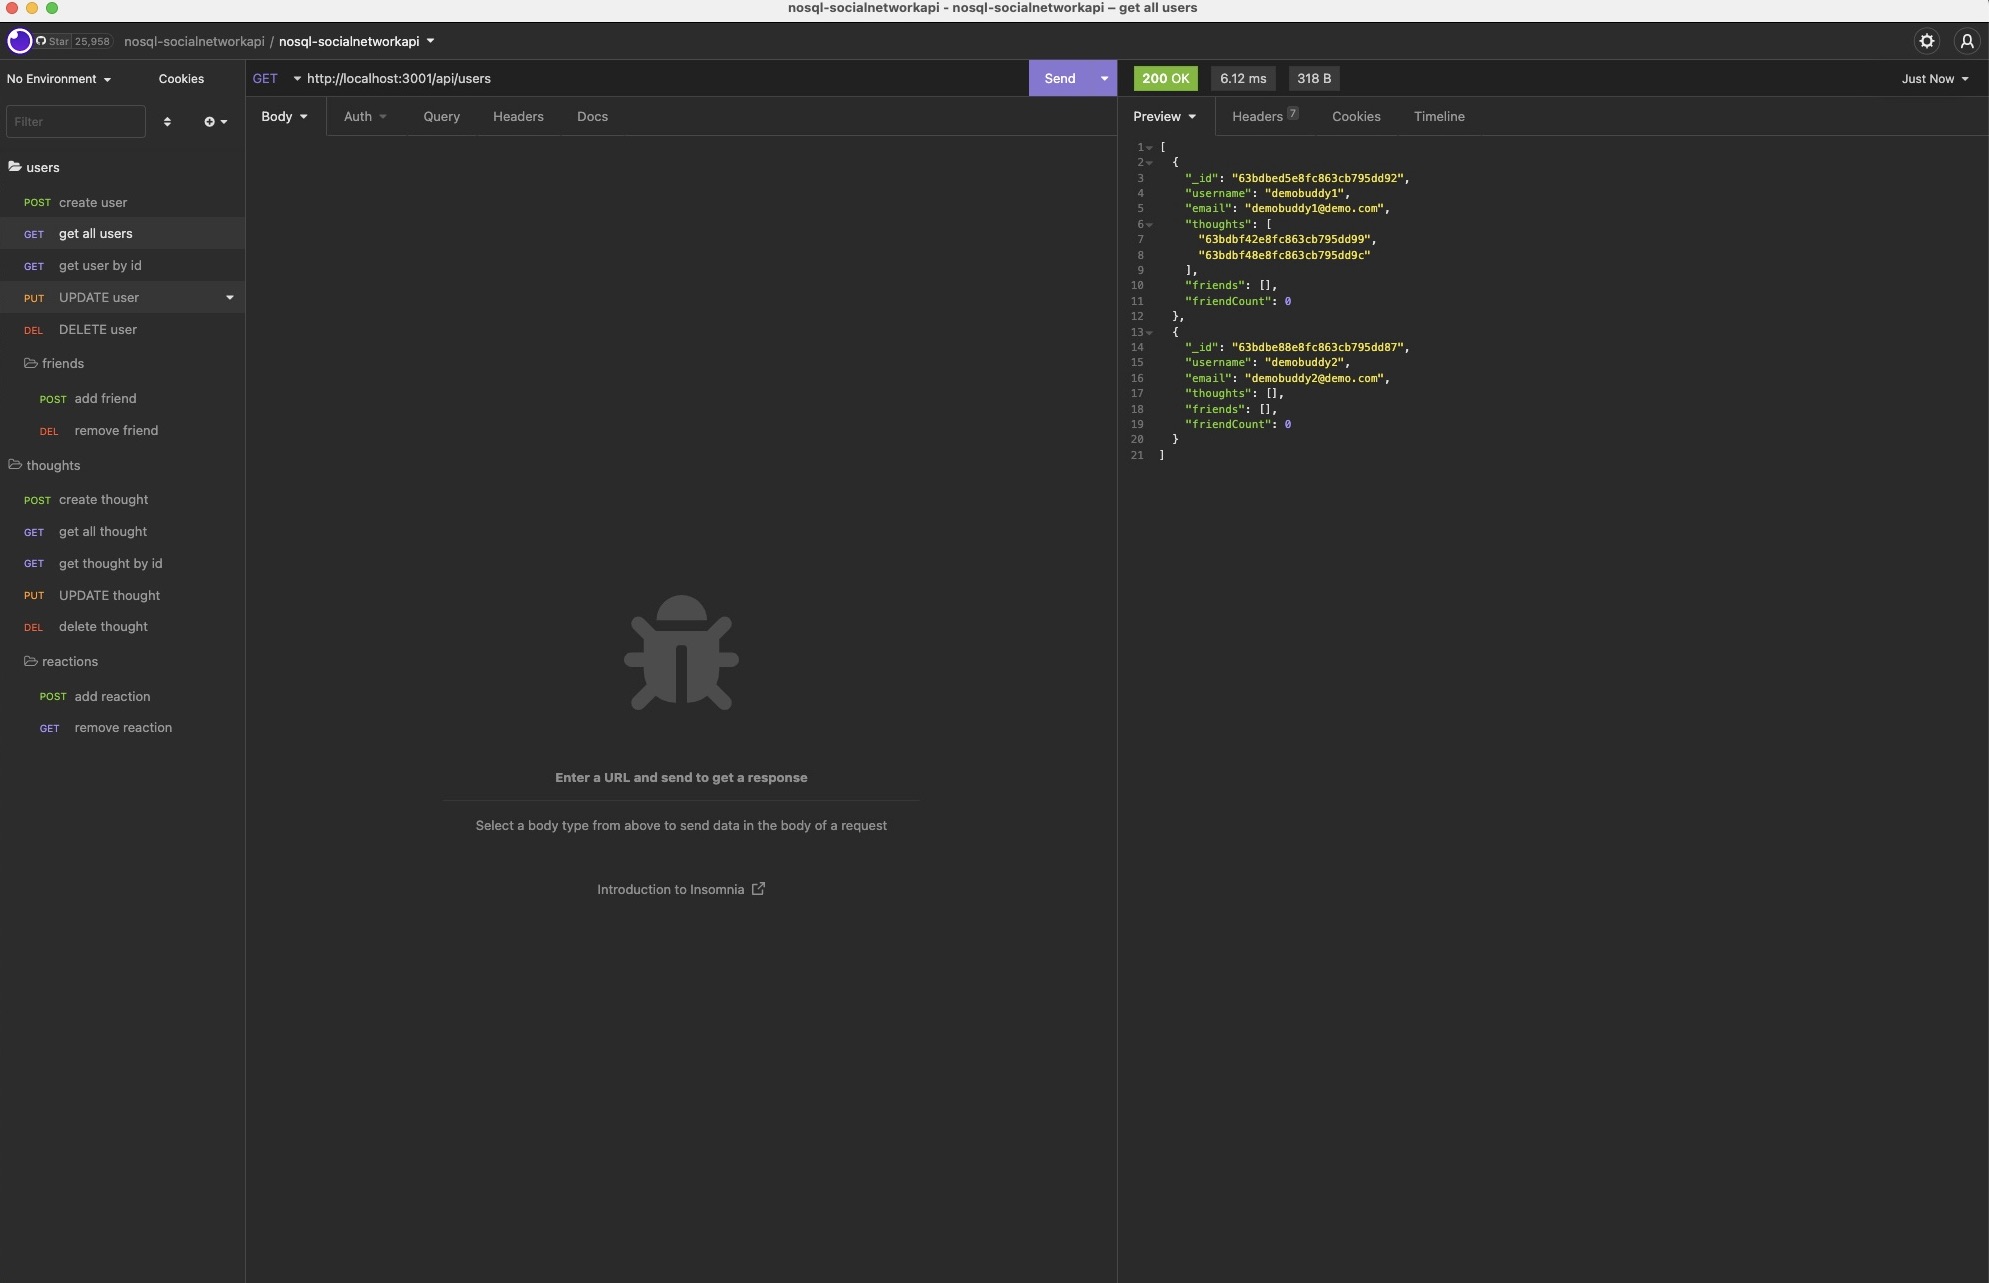 nosql-socialnetworkapi - nosql-socialnetworkapi – get all users
Star 25,958 nosql-socialnetworkapi / nosql-socialnetworkapi
No Environment Cookies
GET http://localhost:3001/api/users Send
200 OK 6.12 ms 318 B Just Now
Filter
Body Auth Query Headers Docs
Preview Headers 7 Cookies Timeline
users
POST create user
GET get all users
GET get user by id
PUT UPDATE user
DEL DELETE user
friends
POST add friend
DEL remove friend
thoughts
POST create thought
GET get all thought
GET get thought by id
PUT UPDATE thought
DEL delete thought
reactions
POST add reaction
GET remove reaction
Enter a URL and send to get a response
Select a body type from above to send data in the body of a request
Introduction to Insomnia
1 [
2 {
3 "_id": "63bdbed5e8fc863cb795dd92",
4 "username": "demobuddy1",
5 "email": "demobuddy1@demo.com",
6 "thoughts": [
7 "63bdbf42e8fc863cb795dd99",
8 "63bdbf48e8fc863cb795dd9c"
9 ],
10 "friends": [],
11 "friendCount": 0
12 },
13 {
14 "_id": "63bdbe88e8fc863cb795dd87",
15 "username": "demobuddy2",
16 "email": "demobuddy2@demo.com",
17 "thoughts": [],
18 "friends": [],
19 "friendCount": 0
20 }
21 ]